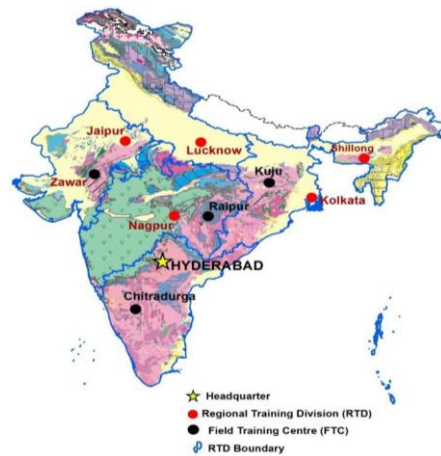 Jaipur
Lucknow
Shillong
Zawar
Kuju
Kolkata
Raipur
Nagpur
HYDERABAD
Chitradurga
Headquarter
Regional Training Division (RTD)
Field Training Centre (FTC)
RTD Boundary